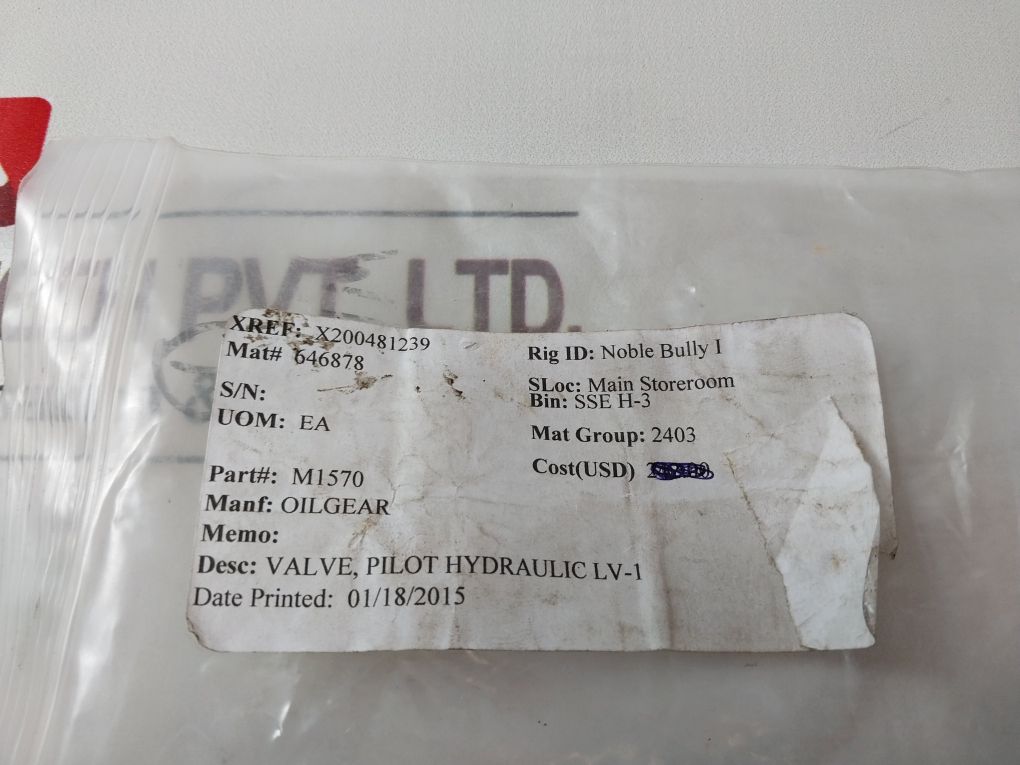 PVT. LTD.
XREF: X200481239
Mat# 646878
S/N:
UOM: EA
Part#: M1570
Manf: OILGEAR
Memo:
Desc: VALVE, PILOT HYDRAULIC LV-1
Date Printed: 01/18/2015
Rig ID: Noble Bully I
SLoc: Main Storeroom
Bin: SSE H-3
Mat Group: 2403
Cost(USD)